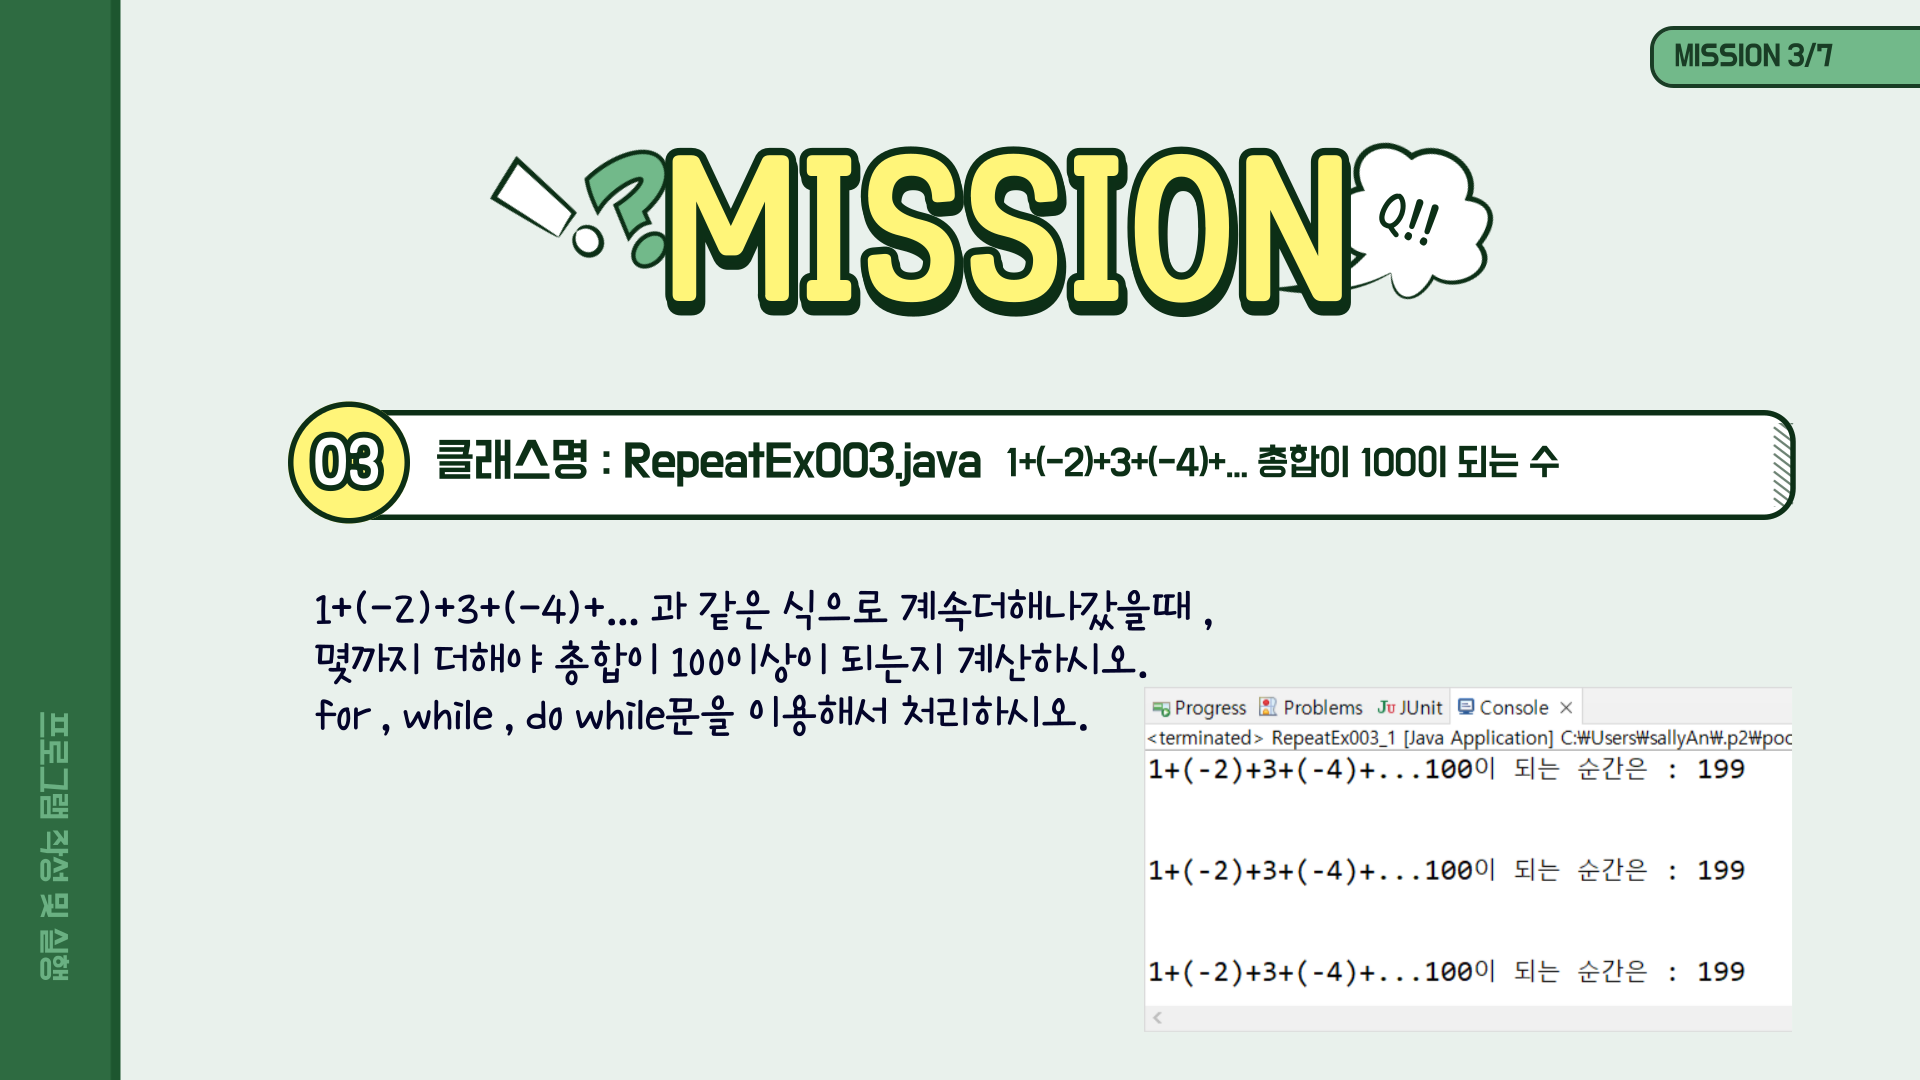 MISSION 3/7
MISSION
Q!!
03
클래스명 : RepeatEx003.java 1+(-2)+3+(-4)+... 총합이 100이 되는 수
1+(-2)+3+(-4)+... 과 같은 식으로 계속더해나갔을때 ,
몇까지 더해야 총합이 100이상이 되는지 계산하시오.
for , while , do while문을 이용해서 처리하시오.
Progress Problems JUnit Console
<terminated> RepeatEx003_1 [Java Application] C:₩Users₩sallyAn₩.p2₩poc
1+(-2)+3+(-4)+...100이 되는 순간은 : 199
1+(-2)+3+(-4)+...100이 되는 순간은 : 199
1+(-2)+3+(-4)+...100이 되는 순간은 : 199
프로그램 작성 및 실행